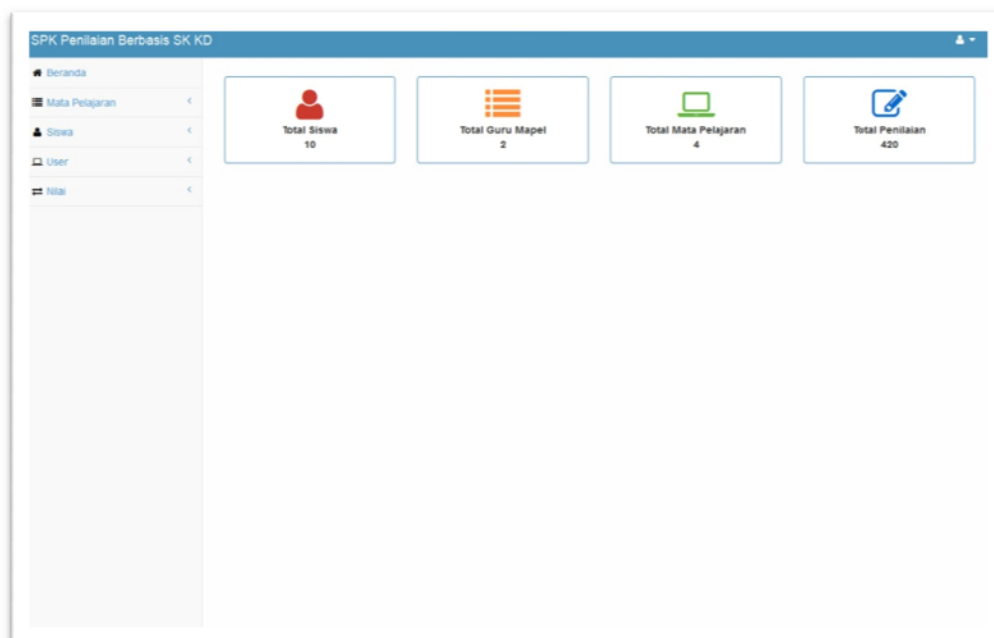 SPK Penilaian Berbasis SK KD
Beranda
Mata Pelajaran
Siswa
User
Nilai
Total Siswa
10
Total Guru Mapel
2
Total Mata Pelajaran
4
Total Penilaian
420